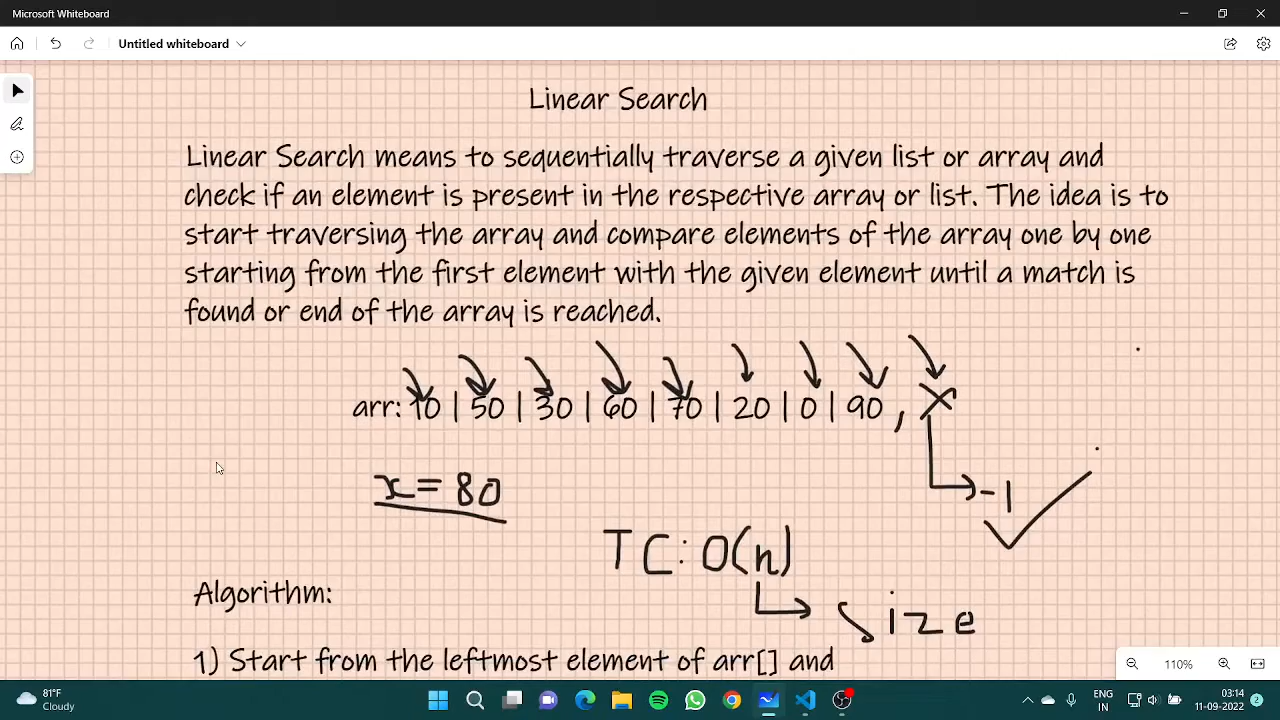 Microsoft Whiteboard
Untitled whiteboard
Linear Search
Linear Search means to sequentially traverse a given list or array and
check if an element is present in the respective array or list. The idea is to
start traversing the array and compare elements of the array one by one
starting from the first element with the given element until a match is
found or end of the array is reached.
arr: 10 | 50 | 30 | 60 | 70 | 20 | 0 | 90 , X
x = 80
-1
TC: O(n)
size
Algorithm:
1) Start from the leftmost element of arr[] and
110%
81°F
Cloudy
ENG
IN
03:14
11-09-2022
2